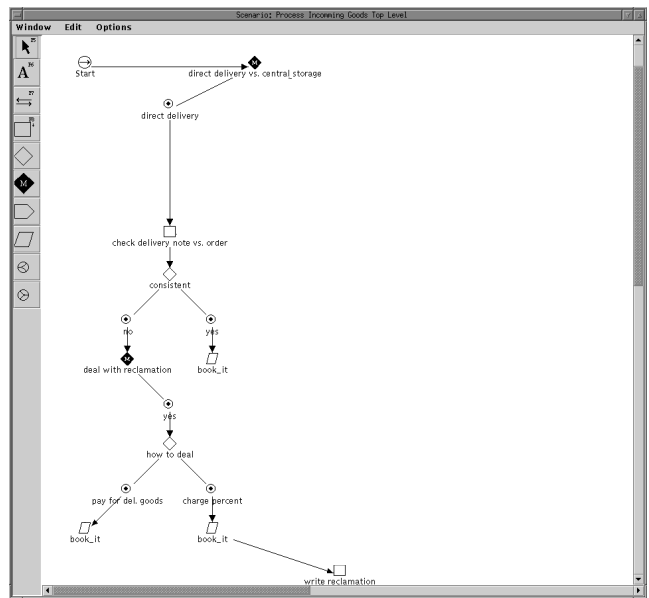 Scenario: Process Incomming Goods Top Level
Window Edit Options
Start
direct delivery vs. central_storage
direct delivery
check delivery note vs. order
consistent
no
yes
M
deal with reclamation
book_it
yes
how to deal
pay for del. goods
charge percent
book_it
book_it
write reclamation
A
F6
F7
M
M